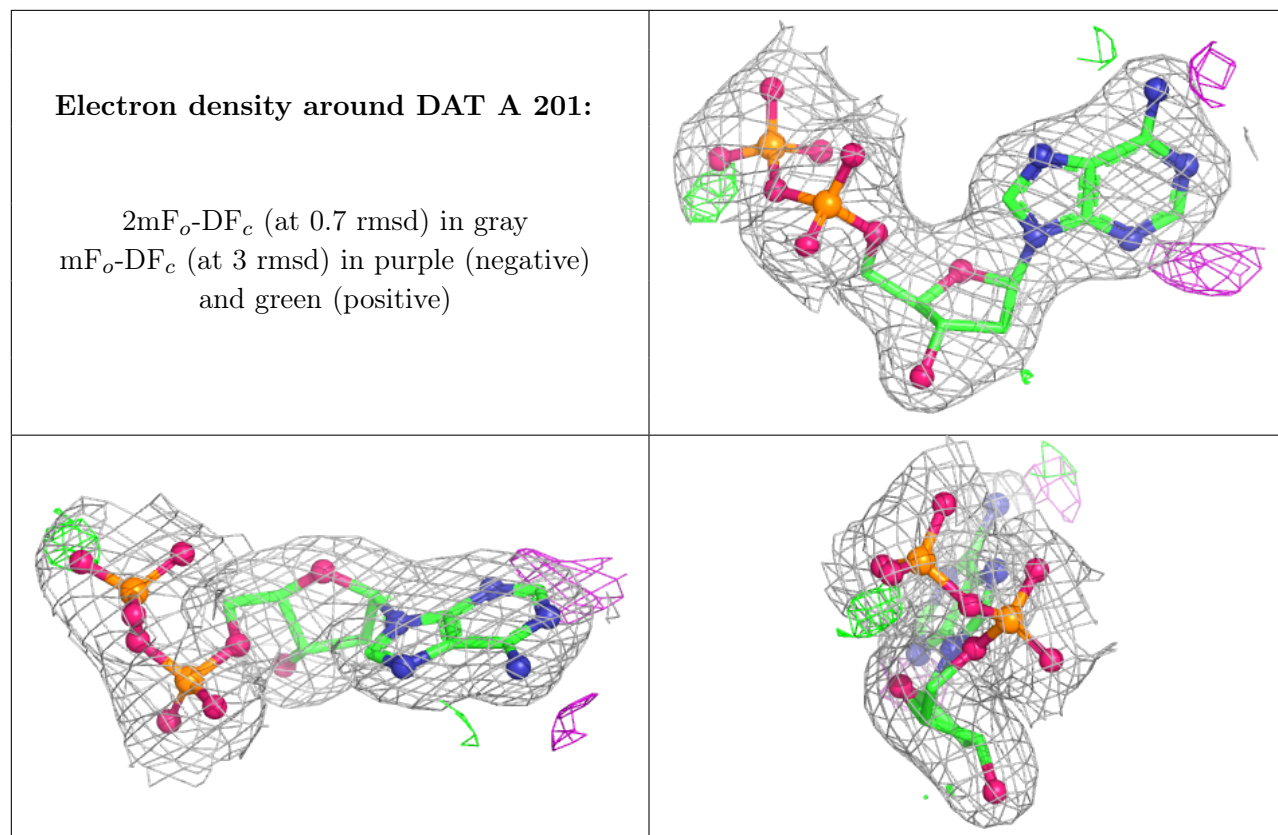 Electron density around DAT A 201:
2mFo-DFc (at 0.7 rmsd) in gray
mFo-DFc (at 3 rmsd) in purple (negative)
and green (positive)